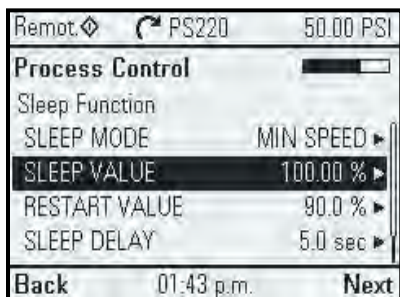 Remot. PS220 50.00 PSI
Process Control
Sleep Function
SLEEP MODE MIN SPEED
SLEEP VALUE 100.00 %
RESTART VALUE 90.0 %
SLEEP DELAY 5.0 sec
Back 01:43 p.m. Next